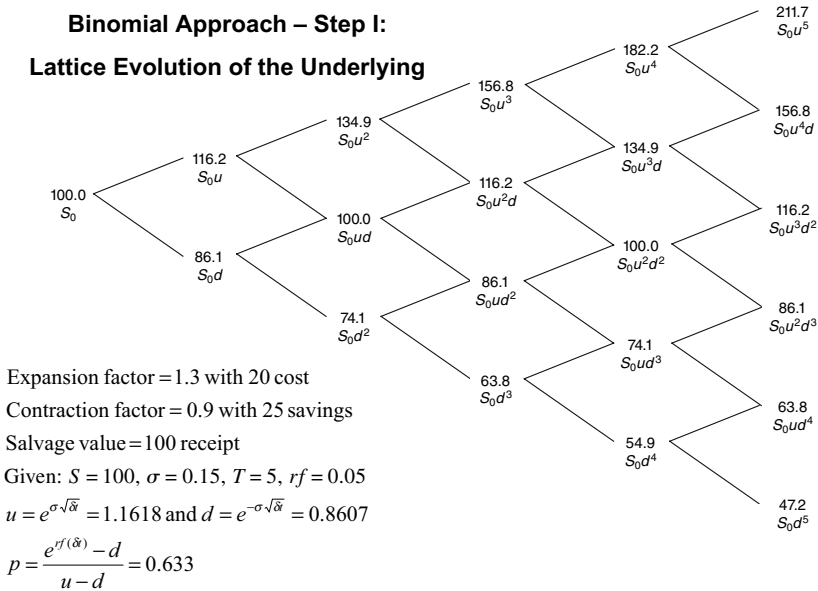 Binomial Approach – Step I:
Lattice Evolution of the Underlying
100.0
S₀
116.2
S₀u
86.1
S₀d
134.9
S₀u²
100.0
S₀ud
74.1
S₀d²
156.8
S₀u³
116.2
S₀u²d
86.1
S₀ud²
63.8
S₀d³
182.2
S₀u⁴
134.9
S₀u³d
100.0
S₀u²d²
74.1
S₀ud³
54.9
S₀d⁴
211.7
S₀u⁵
156.8
S₀u⁴d
116.2
S₀u³d²
86.1
S₀u²d³
63.8
S₀ud⁴
47.2
S₀d⁵
Expansion factor = 1.3 with 20 cost
Contraction factor = 0.9 with 25 savings
Salvage value = 100 receipt
Given: S = 100, σ = 0.15, T = 5, rf = 0.05
u = e^{σ√δt} = 1.1618 and d = e^{−σ√δt} = 0.8607
p = (e^{rf(δt)} − d)/(u − d) = 0.633